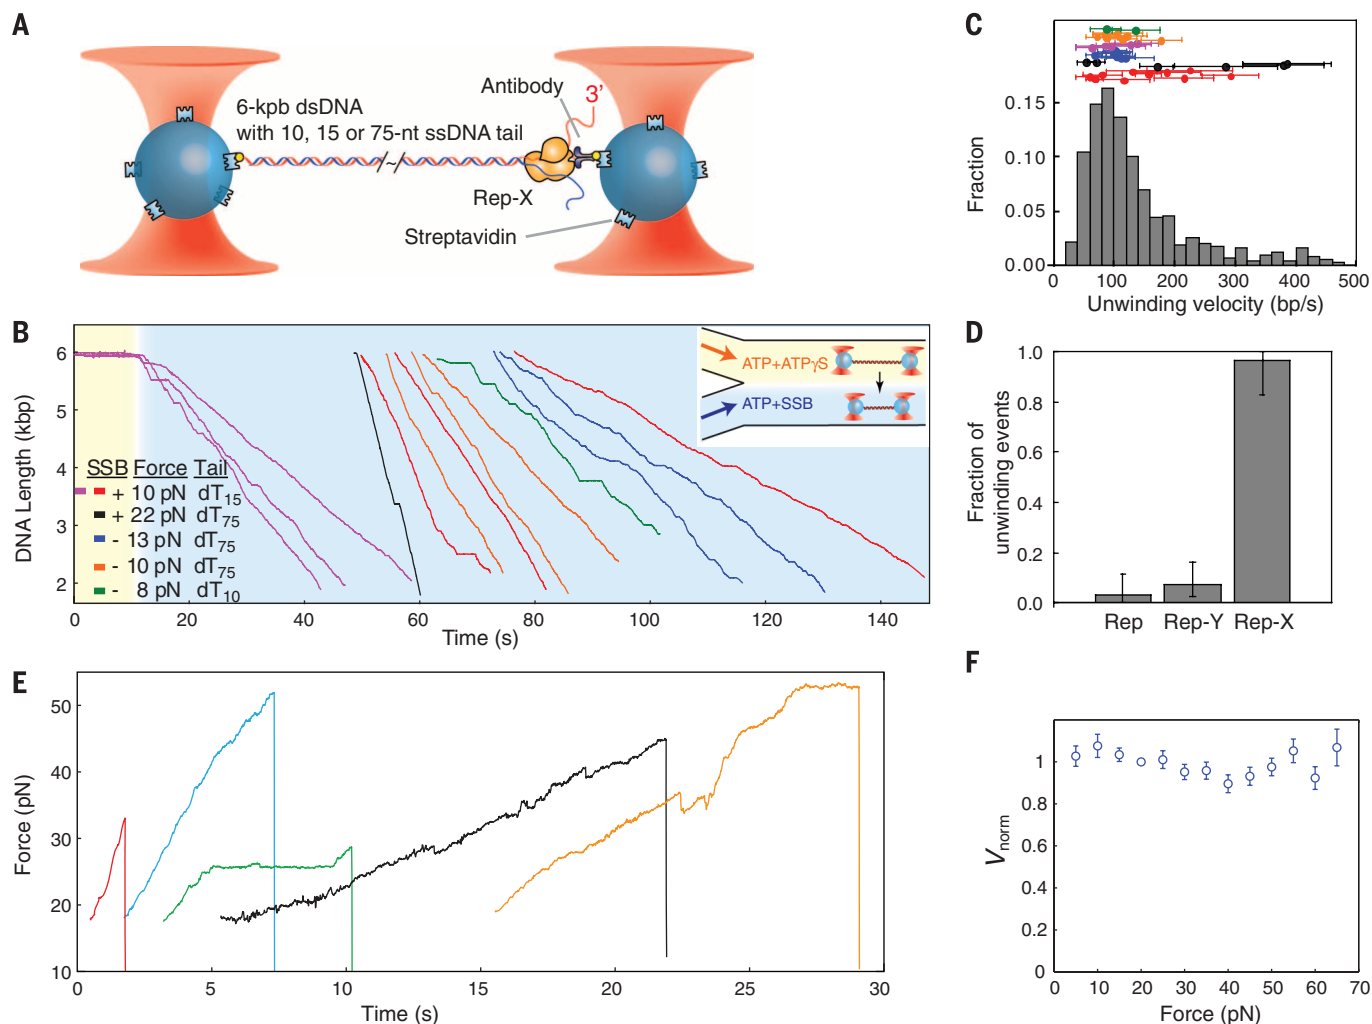 A
6-kpb dsDNA
with 10, 15 or 75-nt ssDNA tail
Antibody
3'
~
Rep-X
Streptavidin
B
DNA Length (kbp)
6
5
4
3
2
0
20
40
60
80
100
120
140
Time (s)
SSB Force Tail
+ 10 pN dT15
+ 22 pN dT75
- 13 pN dT75
- 10 pN dT75
- 8 pN dT10
ATP+ATPγS
ATP+SSB
C
Fraction
0.15
0.10
0.05
0.00
0
100
200
300
400
500
Unwinding velocity (bp/s)
D
Fraction of
unwinding events
1.0
0.8
0.6
0.4
0.2
0.0
Rep
Rep-Y
Rep-X
E
Force (pN)
50
40
30
20
10
0
5
10
15
20
25
30
Time (s)
F
Vnorm
1
0.8
0.6
0.4
0.2
0
0
10
20
30
40
50
60
70
Force (pN)